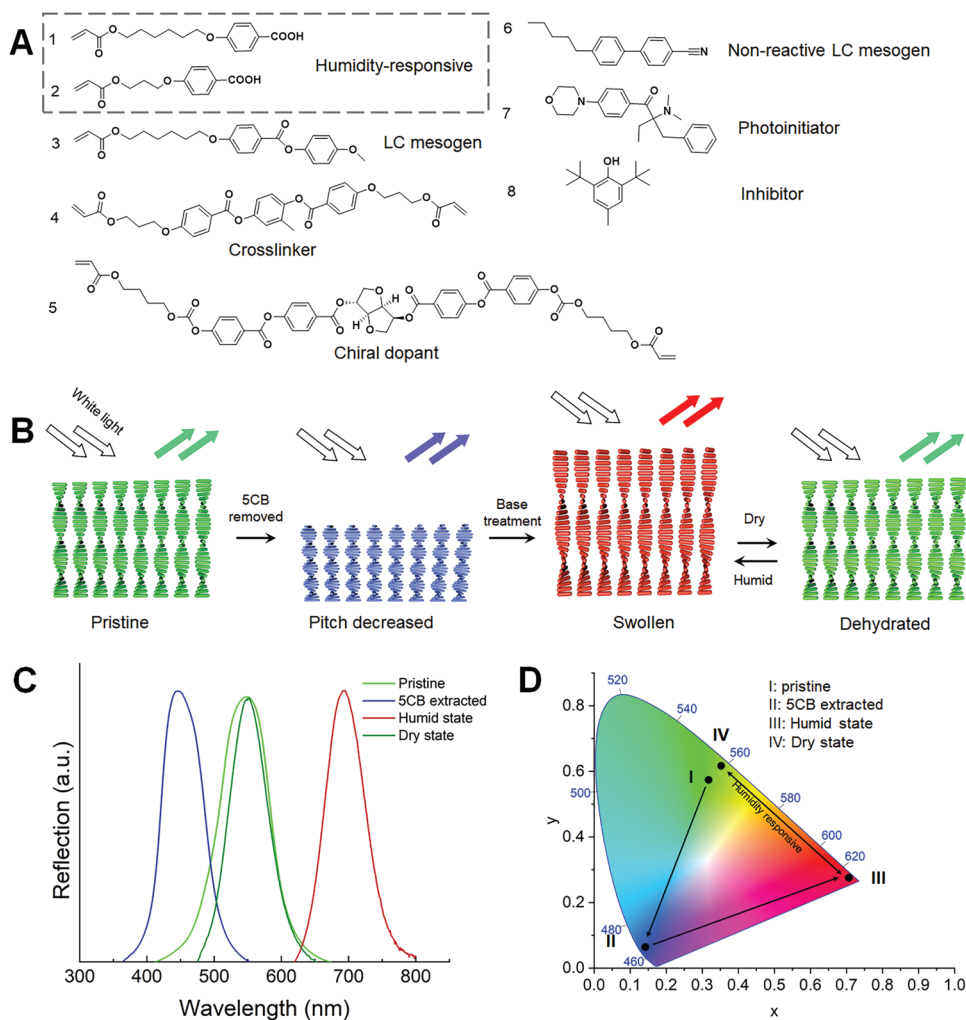 A
1
COOH
O
O
O
Humidity-responsive
2
COOH
O
O
O
3
O
O
O
O
O
O
LC mesogen
4
O
O
O
O
O
O
O
O
O
O
Crosslinker
5
O
O
O
O
O
O
O
O
O
O
H
H
O
O
O
O
O
O
O
O
O
O
O
O
Chiral dopant
6
N
Non-reactive LC mesogen
7
O
N
O
N
Photoinitiator
8
OH
Inhibitor
B
White light
5CB
removed
Base
treatment
Dry
Humid
Pristine
Pitch decreased
Swollen
Dehydrated
C
Reflection (a.u.)
Pristine
5CB extracted
Humid state
Dry state
300 400 500 600 700 800
Wavelength (nm)
D
I: pristine
II: 5CB extracted
III: Humid state
IV: Dry state
520
540
IV
560
I
580
500
Humidity responsive
600
620
III
480
II
460
y
0.8
0.6
0.4
0.2
0.0
0.0 0.1 0.2 0.3 0.4 0.5 0.6 0.7 0.8 0.9 1.0
x